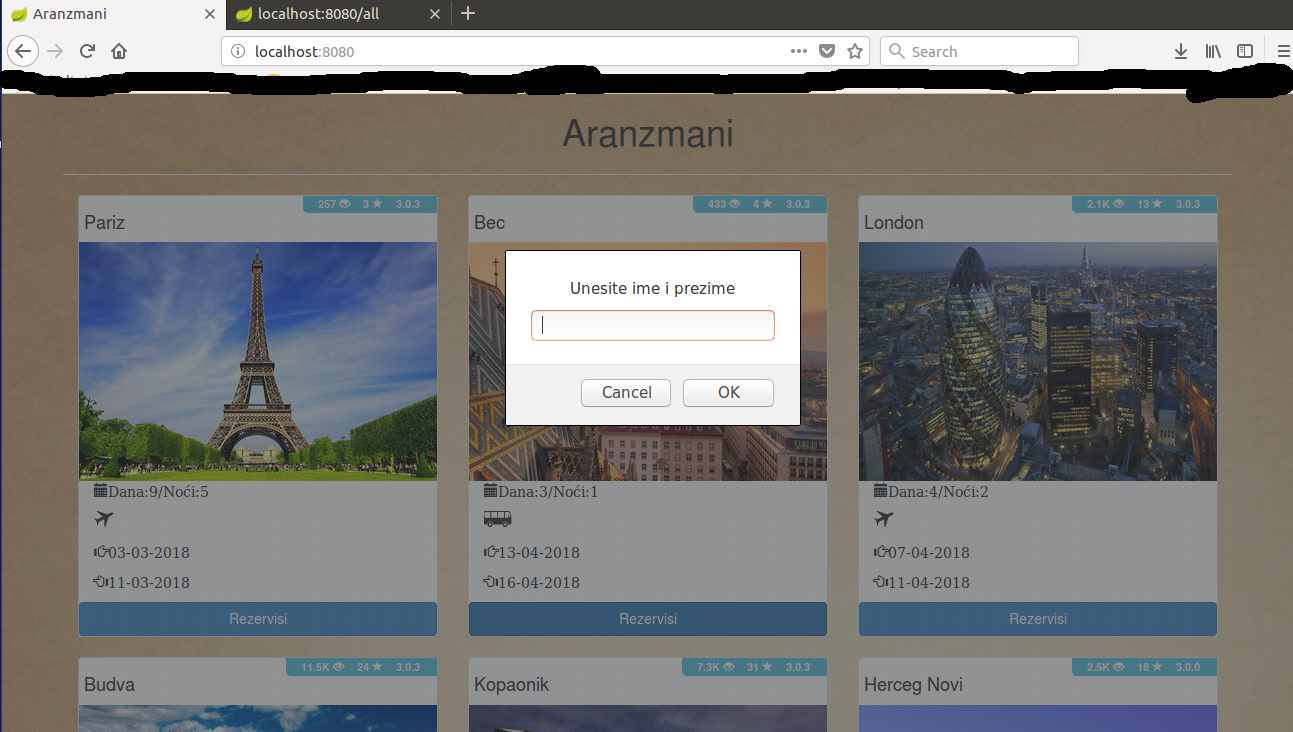 Aranzmani
localhost:8080/all
localhost:8080
Search
Aranzmani
257 3 3.0.3
Pariz
Dana:9/Noći:5
03-03-2018
11-03-2018
Rezervisi
433 4 3.0.3
Bec
Dana:3/Noći:1
13-04-2018
16-04-2018
Rezervisi
2.1K 13 3.0.3
London
Dana:4/Noći:2
07-04-2018
11-04-2018
Rezervisi
Unesite ime i prezime
Cancel OK
11.5K 24 3.0.3
Budva
7.3K 31 3.0.3
Kopaonik
2.5K 18 3.0.0
Herceg Novi